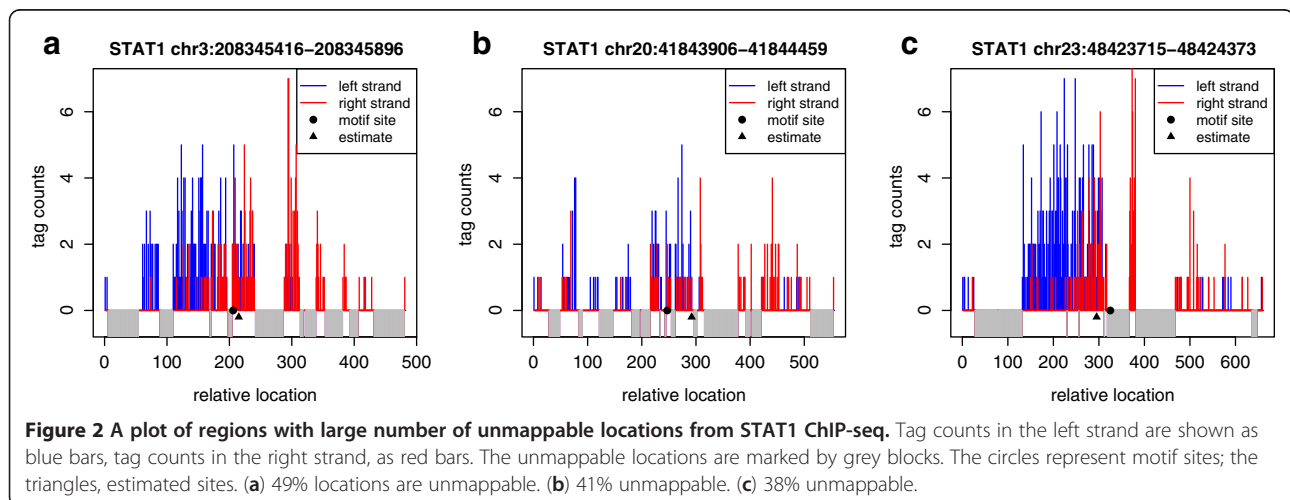 a
STAT1 chr3:208345416−208345896
left strand
right strand
motif site
estimate
tag counts
0
2
4
6
0
100
200
300
400
500
relative location
b
STAT1 chr20:41843906−41844459
left strand
right strand
motif site
estimate
tag counts
0
2
4
6
0
100
200
300
400
500
relative location
c
STAT1 chr23:48423715−48424373
left strand
right strand
motif site
estimate
tag counts
0
2
4
6
0
100
200
300
400
500
600
relative location
Figure 2 A plot of regions with large number of unmappable locations from STAT1 ChIP-seq. Tag counts in the left strand are shown as
blue bars, tag counts in the right strand, as red bars. The unmappable locations are marked by grey blocks. The circles represent motif sites; the
triangles, estimated sites. (a) 49% locations are unmappable. (b) 41% unmappable. (c) 38% unmappable.